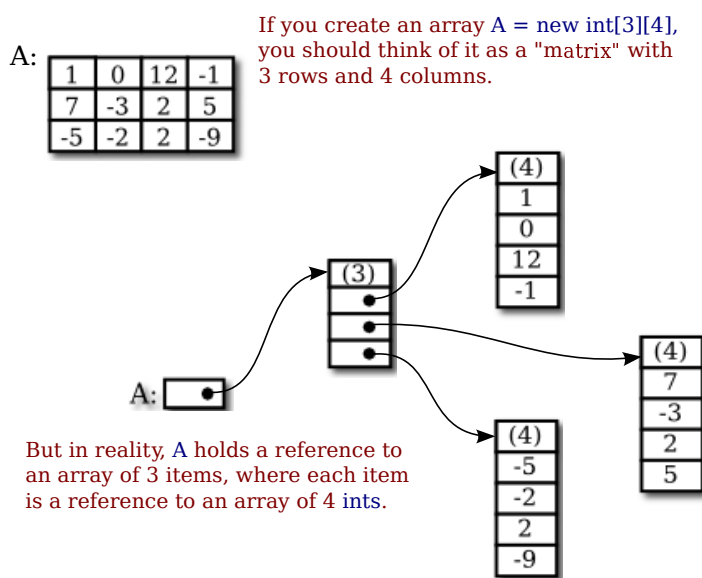 If you create an array A = new int[3][4],
you should think of it as a "matrix" with
3 rows and 4 columns.
A:
1 0 12 -1
7 -3 2 5
-5 -2 2 -9
(4)
1
0
12
-1
(3)
A:
(4)
7
-3
2
5
(4)
-5
-2
2
-9
But in reality, A holds a reference to
an array of 3 items, where each item
is a reference to an array of 4 ints.